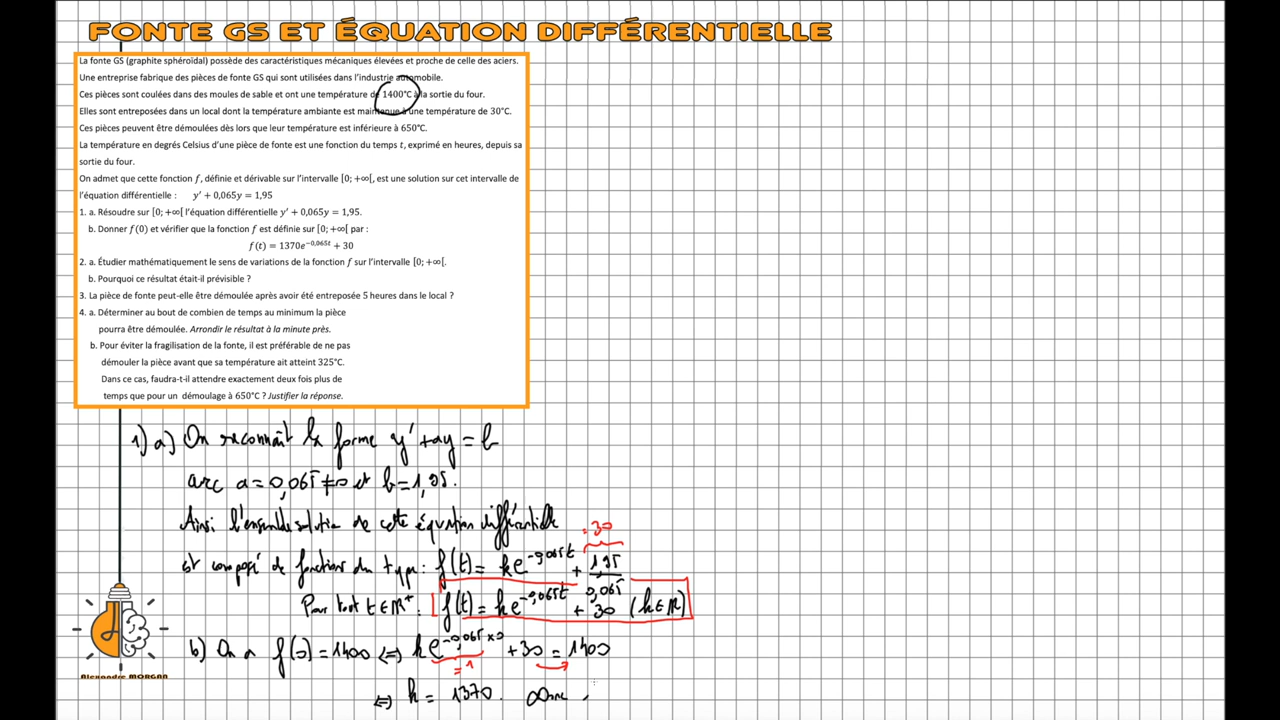 FONTE GS ET ÉQUATION DIFFÉRENTIELLE
La fonte GS (graphite sphéroïdal) possède des caractéristiques mécaniques élevées et proche de celle des aciers.
Une entreprise fabrique des pièces de fonte GS qui sont utilisées dans l'industrie automobile.
Ces pièces sont coulées dans des moules de sable et ont une température de 1400°C à la sortie du four.
Elles sont entreposées dans un local dont la température ambiante est maintenue à une température de 30°C.
Ces pièces peuvent être démoulées dès lors que leur température est inférieure à 650°C.
La température en degrés Celsius d'une pièce de fonte est une fonction du temps t, exprimé en heures, depuis sa
sortie du four.
On admet que cette fonction f, définie et dérivable sur l'intervalle [0; +∞[, est une solution sur cet intervalle de
l'équation différentielle : y′ + 0,065y = 1,95
1. a. Résoudre sur [0; +∞[ l'équation différentielle y′ + 0,065y = 1,95.
b. Donner f(0) et vérifier que la fonction f est définie sur [0; +∞[ par :
f(t) = 1370e^{−0,065t} + 30
2. a. Étudier mathématiquement le sens de variations de la fonction f sur l'intervalle [0; +∞[.
b. Pourquoi ce résultat était-il prévisible ?
3. La pièce de fonte peut-elle être démoulée après avoir été entreposée 5 heures dans le local ?
4. a. Déterminer au bout de combien de temps au minimum la pièce
pourra être démoulée. Arrondir le résultat à la minute près.
b. Pour éviter la fragilisation de la fonte, il est préférable de ne pas
démouler la pièce avant que sa température ait atteint 325°C.
Dans ce cas, faudra-t-il attendre exactement deux fois plus de
temps que pour un démoulage à 650°C ? Justifier la réponse.
1) a) On reconnaît la forme y' + ay = b
avec a = 0,065 ≠ 0 et b = 1,95.
Ainsi l'ensemble solution de cette équation différentielle
= 30
est composé de fonctions du type : f(t) = ke^{-0,065t} + 1,95/0,065
Pour tout t ∈ ℝ⁺ : f(t) = ke^{-0,065t} + 30 (k ∈ ℝ)
b) On a f(0) = 1400 ⇔ ke^{-0,065×0} + 30 = 1400
= 1
⇔ k = 1370. Donc
Alexandre MORGAN